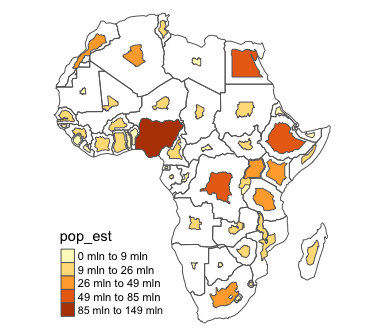 pop_est
0 mln to 9 mln
9 mln to 26 mln
26 mln to 49 mln
49 mln to 85 mln
85 mln to 149 mln